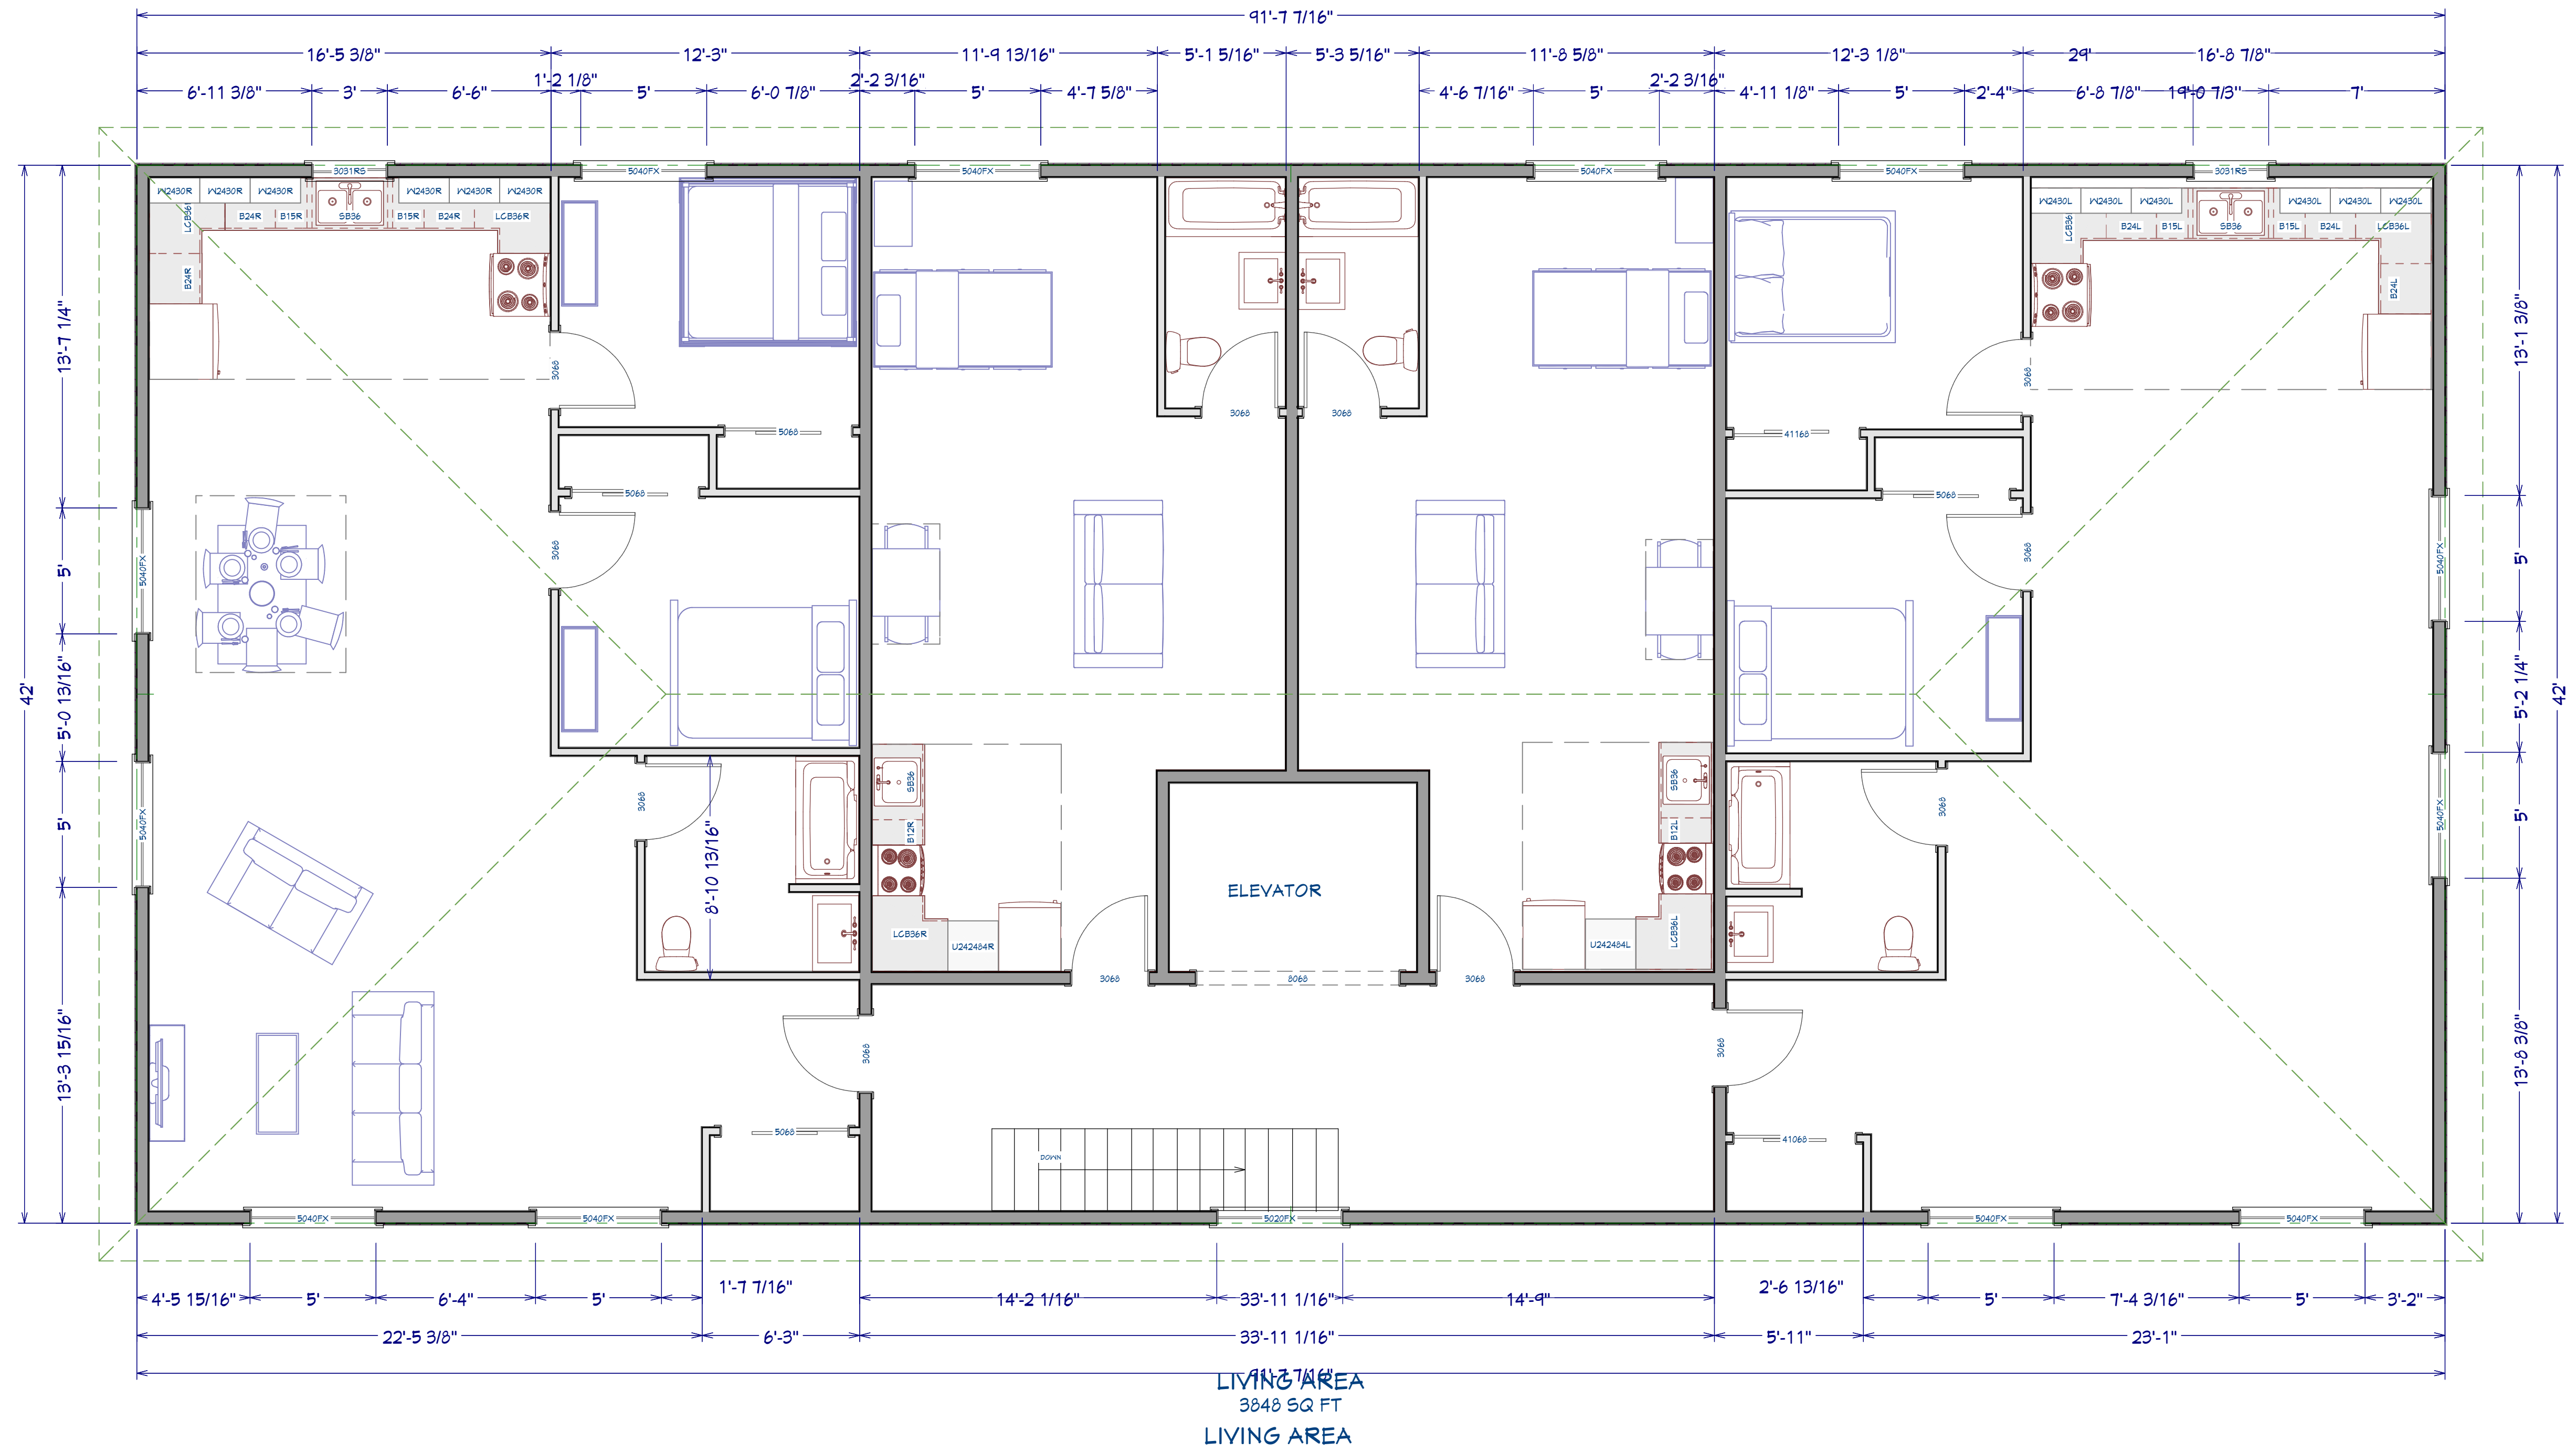 91'-7 7/16"
16'-5 3/8" 12'-3" 11'-9 13/16" 5'-1 5/16" 5'-3 5/16" 11'-8 5/8" 12'-3 1/8" 29' 16'-8 7/8"
1'-2 1/8" 2'-2 3/16" 2'-2 3/16"
6'-11 3/8" 3' 6'-6" 5' 6'-0 7/8" 5' 4'-7 5/8" 4'-6 7/16" 5' 4'-11 1/8" 5' 2'-4" 6'-8 7/8" 19'-0 7/3" 7'
3031RS 5040FX 5040FX 5040FX 5040FX 3031RS
W2430R W2430R W2430R W2430R W2430R W2430R
W2430L W2430L W2430L W2430L W2430L W2430L
LCB36 B24R B15R SB36 B15R B24R LCB36R
LCB36 B24L B15L SB36 B15L B24L LCB36L
B24R
B24L
13'-7 1/4"
13'-1 3/8"
3068
3068
3068 3068
5068
41168
5068
5068
3068
3068
5040FX
5040FX
5'
5'
42'
42'
5'-0 13/16"
5'-2 1/4"
SB36
SB36
3068
3068
5'
5'
5040FX
5040FX
B12R
B12L
8'-10 13/16"
ELEVATOR
LCB36R
U242484R
U242484L
LCB36L
3068 8068 3068
3068
3068
13'-3 15/16"
13'-8 3/8"
5068
41068
DOWN
5040FX 5040FX 5020FX 5040FX 5040FX
1'-7 7/16" 2'-6 13/16"
4'-5 15/16" 5' 6'-4" 5' 14'-2 1/16" 33'-11 1/16" 14'-9" 5' 7'-4 3/16" 5' 3'-2"
22'-5 3/8" 6'-3" 33'-11 1/16" 5'-11" 23'-1"
91'-7 7/16"
LIVING AREA
3848 SQ FT
LIVING AREA